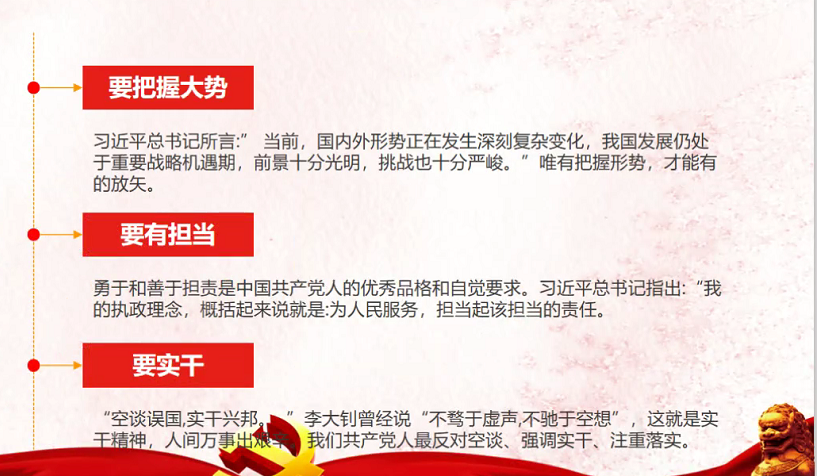 要把握大势
习近平总书记所言:” 当前，国内外形势正在发生深刻复杂变化，我国发展仍处
于重要战略机遇期，前景十分光明，挑战也十分严峻。”唯有把握形势，才能有
的放矢。
要有担当
勇于和善于担责是中国共产党人的优秀品格和自觉要求。习近平总书记指出:“我
的执政理念，概括起来说就是:为人民服务，担当起该担当的责任。
要实干
“空谈误国,实干兴邦。 ”李大钊曾经说“不骛于虚声,不驰于空想”，这就是实
干精神，人间万事出艰辛。我们共产党人最反对空谈、强调实干、注重落实。